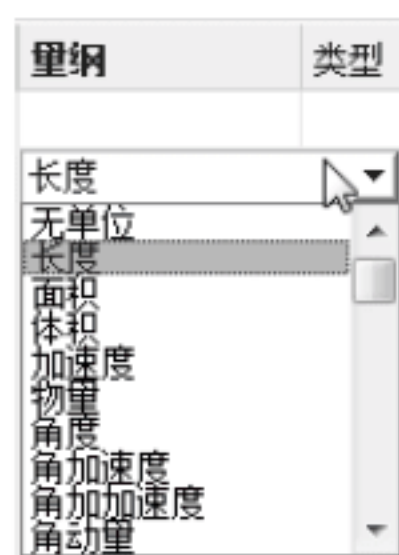 量纲 类型
长度
无单位
长度
面积
体积
加速度
物量
角度
角加速度
角加加速度
角动量